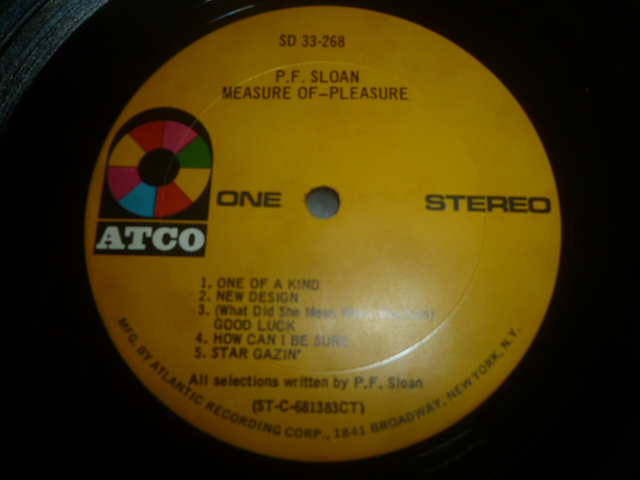 SD 33-268
P.F. SLOAN
MEASURE OF–PLEASURE
ATCO
ONE
STEREO
1. ONE OF A KIND
2. NEW DESIGN
3. (What Did She Mean
GOOD LUCK
4. HOW CAN I BE SURE
5. STAR GAZIN'
All selections written by P.F. Sloan
(ST-C-681383CT)
MFG. BY ATLANTIC RECORDING CORP., 1841 BROADWAY, NEW YORK, N.Y.